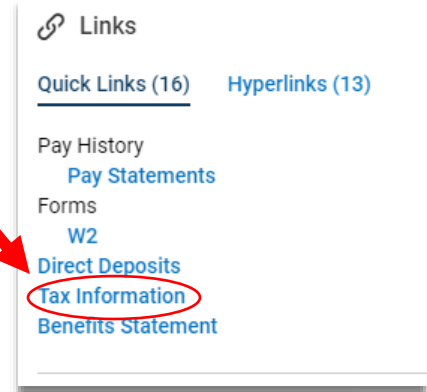 Links
Quick Links (16) Hyperlinks (13)
Pay History
Pay Statements
Forms
W2
Direct Deposits
Tax Information
Benefits Statement